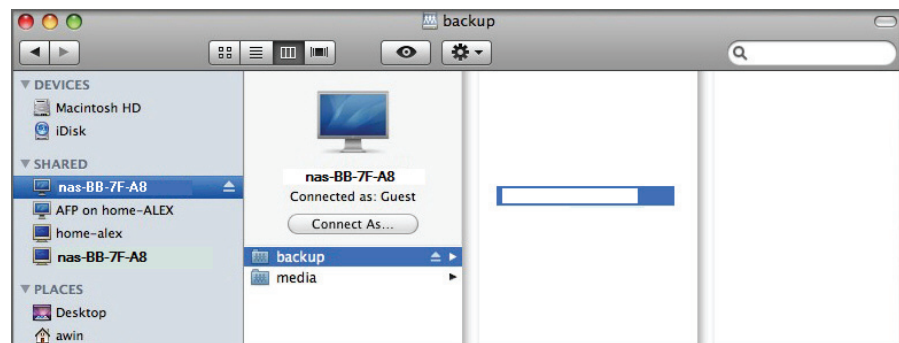 backup
DEVICES
Macintosh HD
iDisk
SHARED
nas-BB-7F-A8
AFP on home-ALEX
home-alex
nas-BB-7F-A8
PLACES
Desktop
awin
nas-BB-7F-A8
Connected as: Guest
Connect As...
backup
media